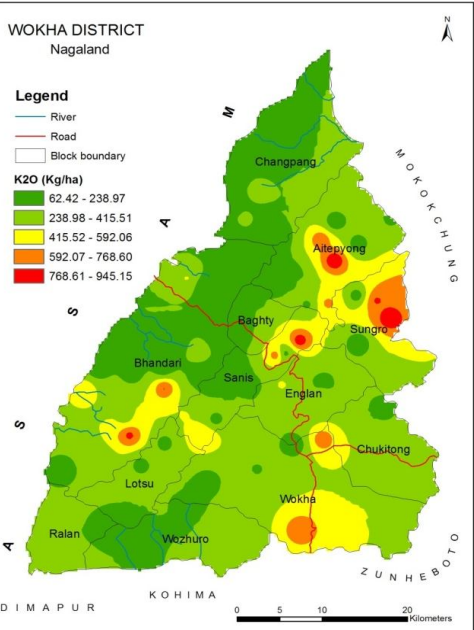 WOKHA DISTRICT
Nagaland
N
Legend
River
Road
Block boundary
K2O (Kg/ha)
62.42 - 238.97
238.98 - 415.51
415.52 - 592.06
592.07 - 768.60
768.61 - 945.15
ASSAM
MOKOKCHUNG
Changpang
Aitepyong
Baghty
Sungro
Bhandari
Sanis
Englan
Chukitong
Lotsu
Wokha
Ralan
Wozhuro
ZUNHEBOTO
KOHIMA
DIMAPUR
0 5 10 20
Kilometers